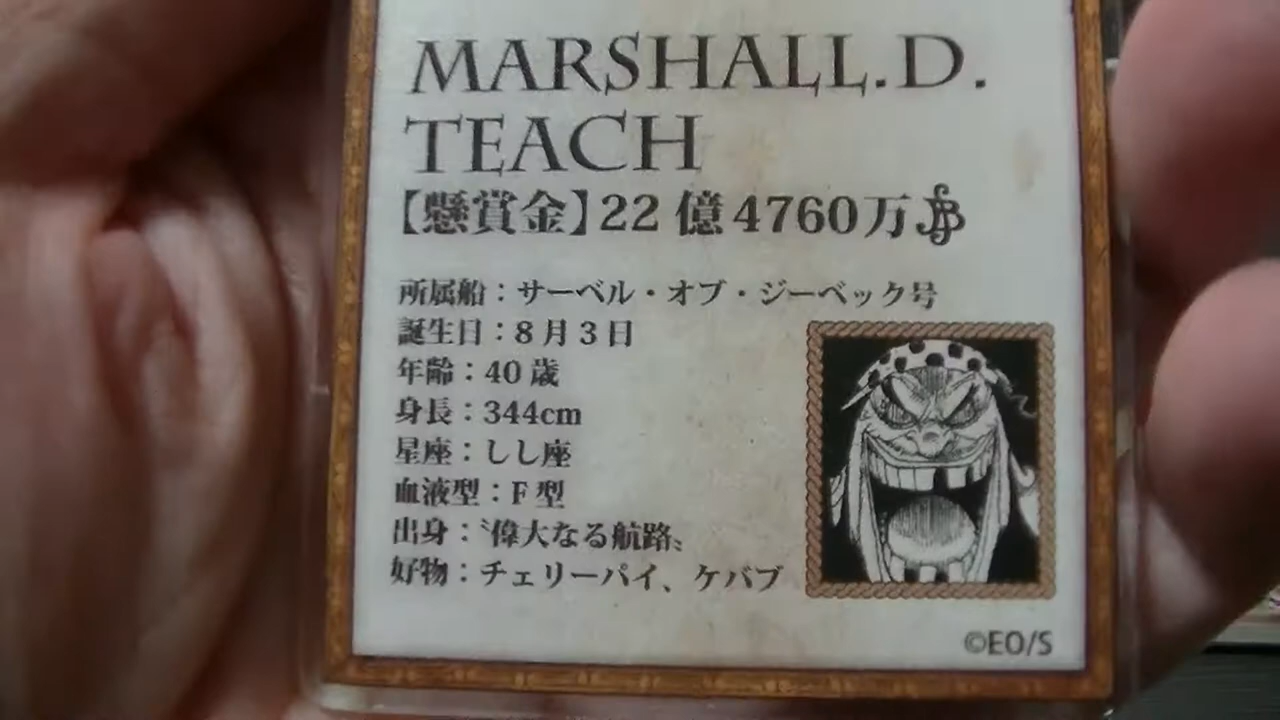 MARSHALL.D.
TEACH
【懸賞金】22億4760万
所属船：サーベル・オブ・ジーベック号
誕生日：8月3日
年齢：40歳
身長：344cm
星座：しし座
血液型：F型
出身：〝偉大なる航路〟
好物：チェリーパイ、ケバブ
©EO/S